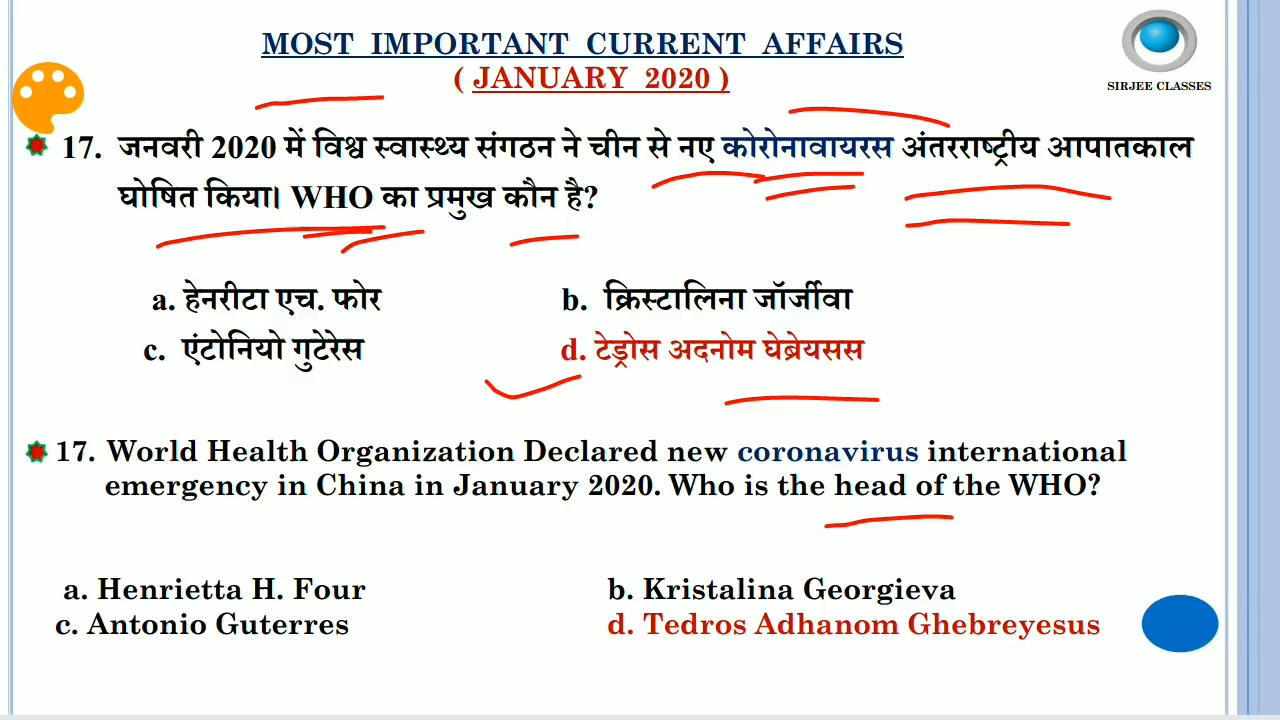 MOST IMPORTANT CURRENT AFFAIRS
( JANUARY 2020 )
SIRJEE CLASSES
17. जनवरी 2020 में विश्व स्वास्थ्य संगठन ने चीन से नए कोरोनावायरस अंतरराष्ट्रीय आपातकाल
घोषित किया। WHO का प्रमुख कौन है?
a. हेनरीटा एच. फोर
b. क्रिस्टालिना जॉर्जीवा
c. एंटोनियो गुटेरेस
d. टेड्रोस अदनोम घेब्रेयसस
17. World Health Organization Declared new coronavirus international
emergency in China in January 2020. Who is the head of the WHO?
a. Henrietta H. Four
b. Kristalina Georgieva
c. Antonio Guterres
d. Tedros Adhanom Ghebreyesus